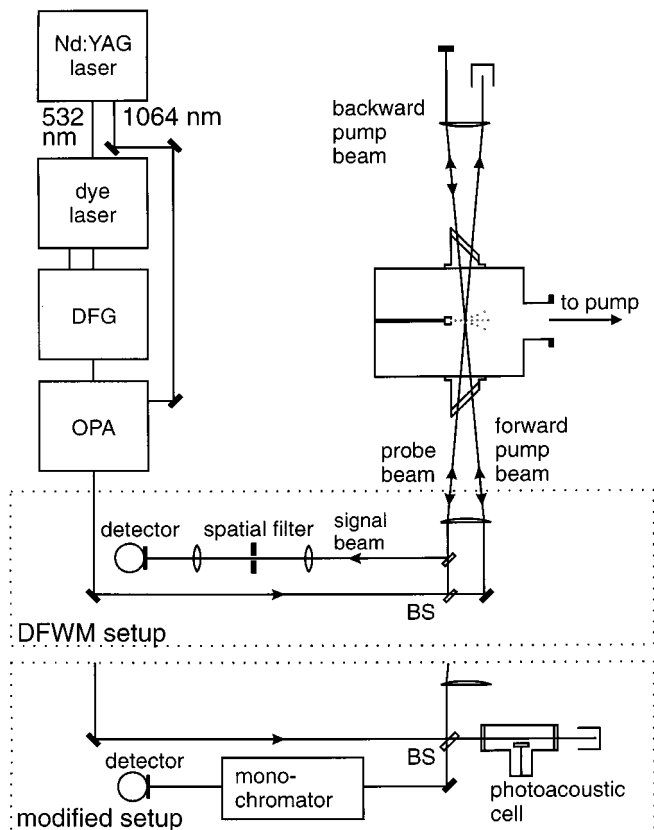 Nd:YAG
laser
532
nm
1064 nm
dye
laser
DFG
OPA
backward
pump
beam
to pump
probe
beam
forward
pump
beam
detector
spatial filter
signal
beam
BS
DFWM setup
BS
detector
mono-
chromator
photoacoustic
cell
modified setup